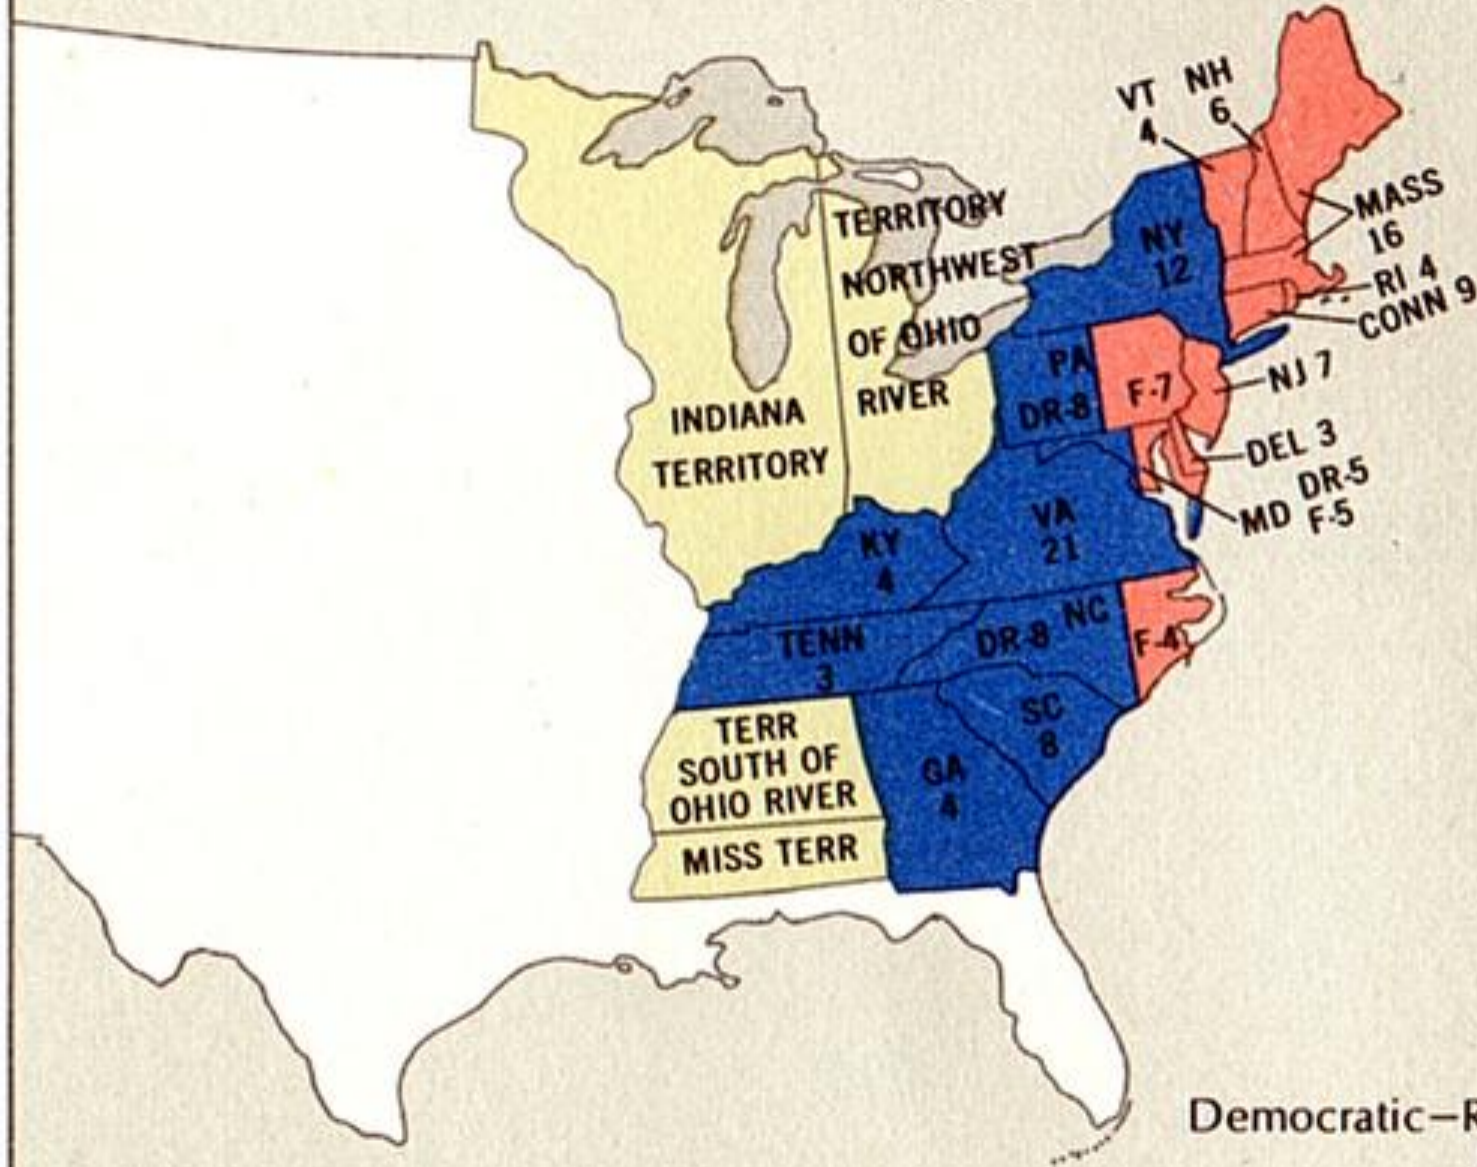 VT NH
4 6
MASS
16
RI 4
CONN 9
NY
12
TERRITORY
NORTHWEST
OF OHIO
RIVER
INDIANA
TERRITORY
PA
DR-8
F-7
NJ 7
DEL 3
MD DR-5
F-5
VA
21
KY
4
TENN
3
DR-8 NC
F-4
SC
8
GA
4
TERR
SOUTH OF
OHIO RIVER
MISS TERR
Democratic—R